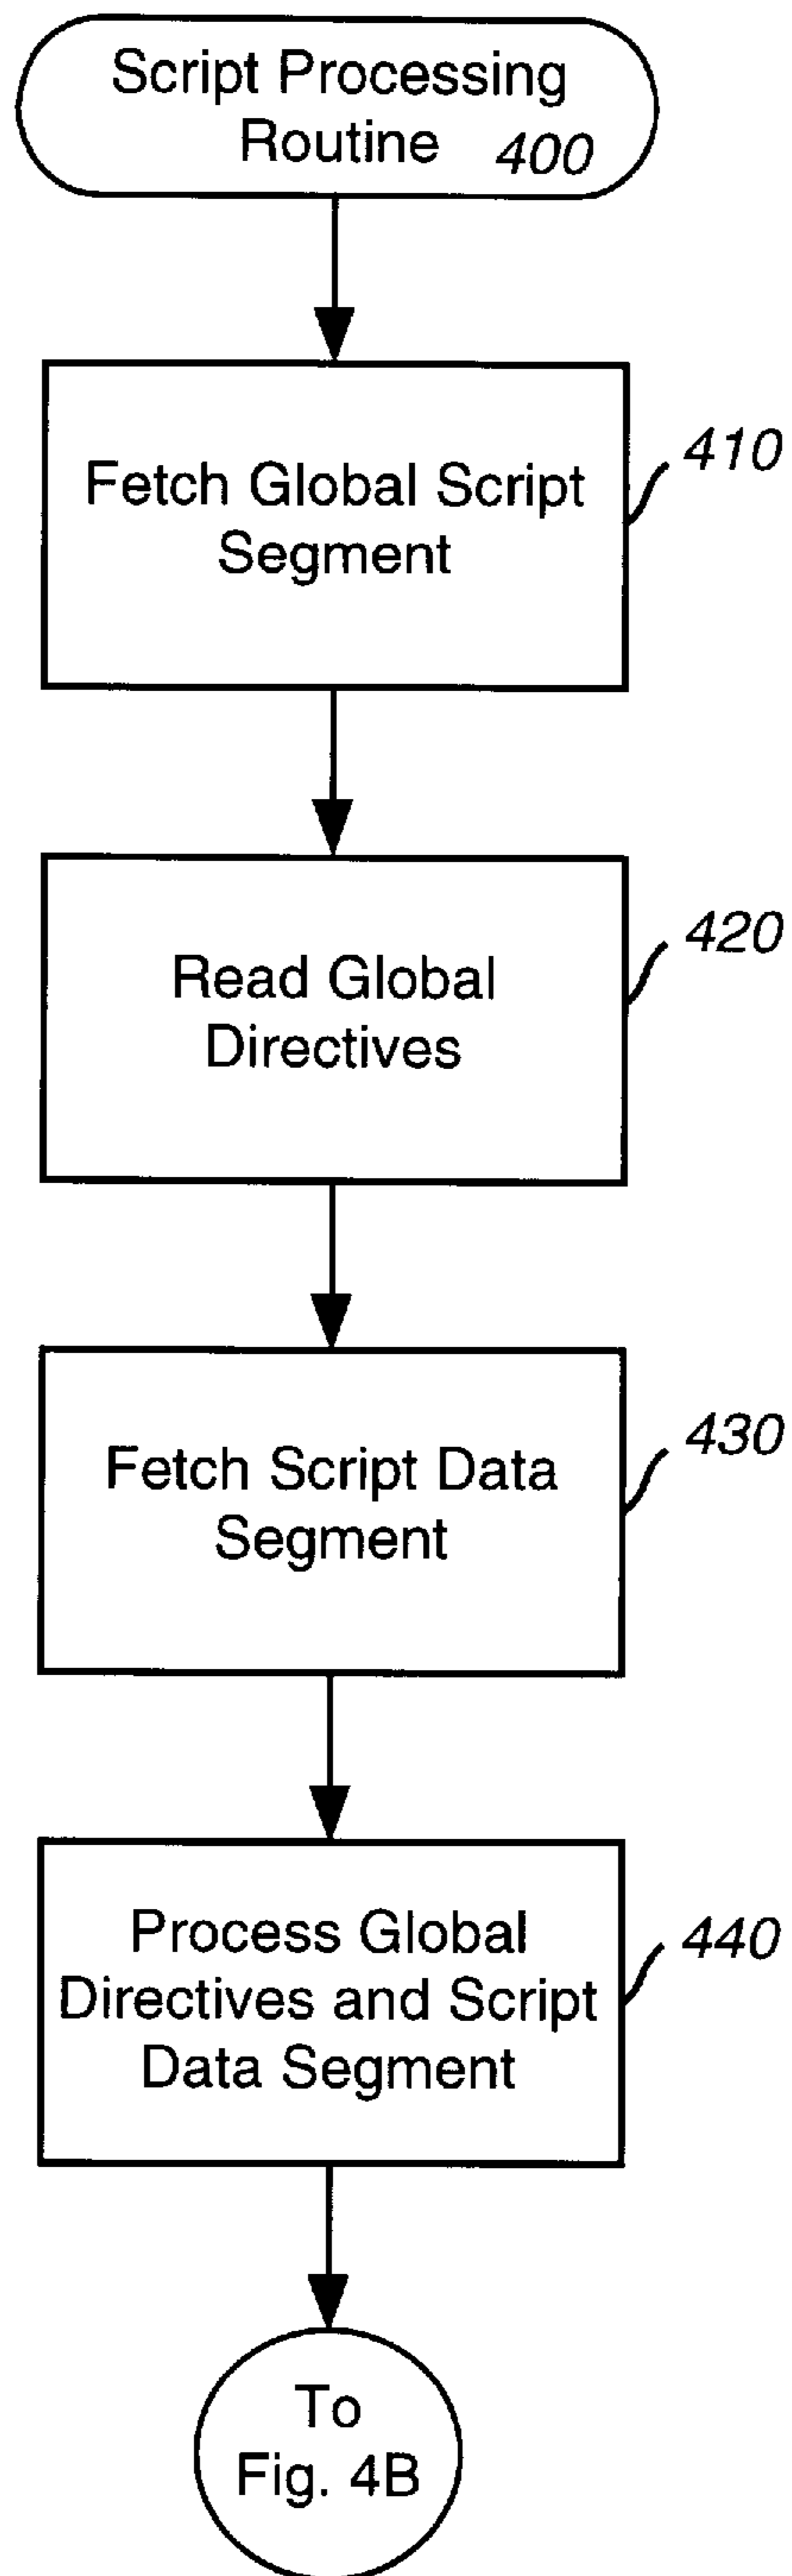 Script Processing
Routine 400
Fetch Global Script
Segment
410
Read Global
Directives
420
Fetch Script Data
Segment
430
Process Global
Directives and Script
Data Segment
440
To
Fig. 4B